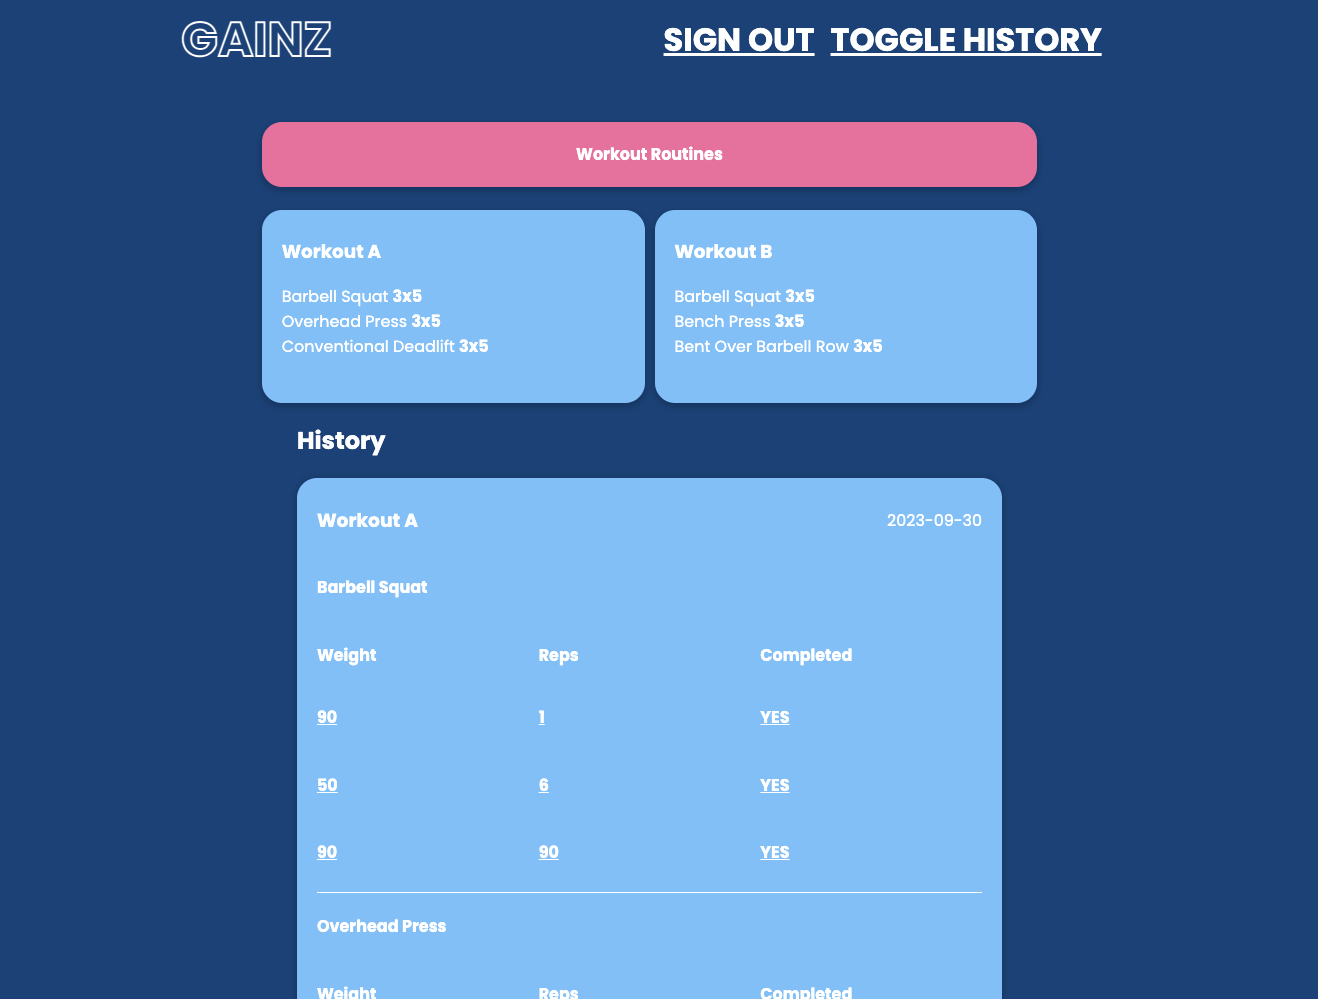 GAINZ
SIGN OUT TOGGLE HISTORY
Workout Routines
Workout A
Barbell Squat 3x5
Overhead Press 3x5
Conventional Deadlift 3x5
Workout B
Barbell Squat 3x5
Bench Press 3x5
Bent Over Barbell Row 3x5
History
Workout A 2023-09-30
Barbell Squat
Weight Reps Completed
90 1 YES
50 6 YES
90 90 YES
Overhead Press
Weight Reps Completed